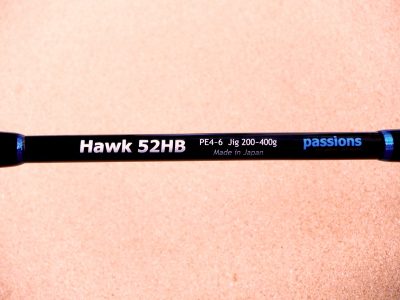 Hawk 52HB PE4-6 Jig 200-400g passions
Made in Japan